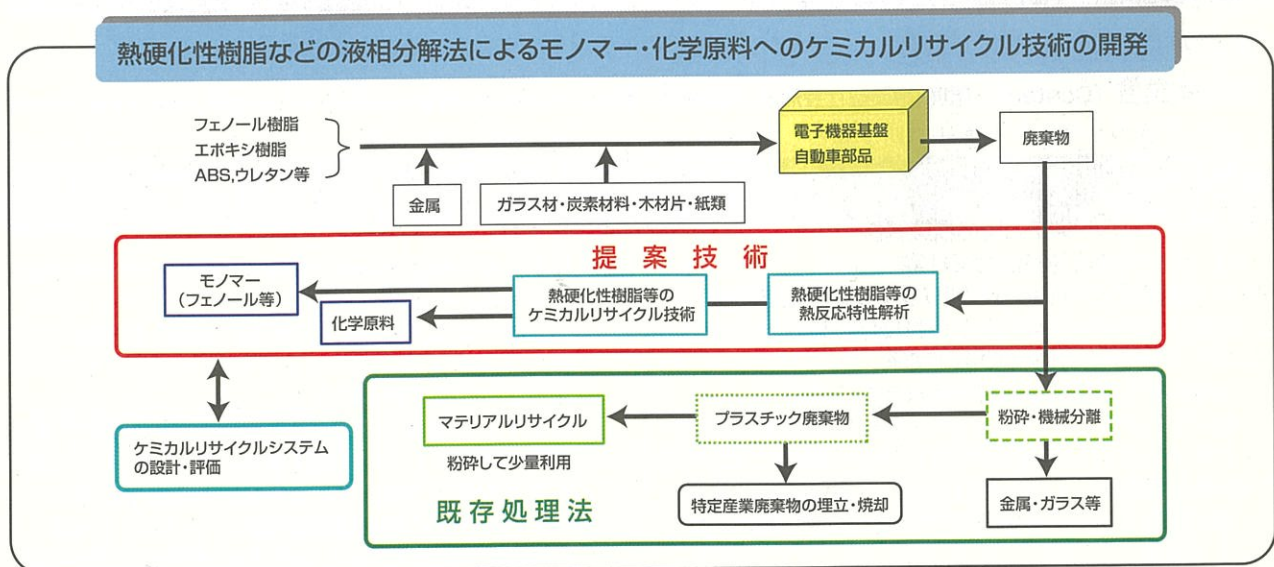 熱硬化性樹脂などの液相分解法によるモノマー・化学原料へのケミカルリサイクル技術の開発
フェノール樹脂
エポキシ樹脂
ABS,ウレタン等
電子機器基盤
自動車部品
廃棄物
金属
ガラス材・炭素材料・木材片・紙類
提案技術
モノマー
(フェノール等)
化学原料
熱硬化性樹脂等の
ケミカルリサイクル技術
熱硬化性樹脂等の
熱反応特性解析
ケミカルリサイクルシステム
の設計・評価
マテリアルリサイクル
粉砕して少量利用
プラスチック廃棄物
粉砕・機械分離
既存処理法
特定産業廃棄物の埋立・焼却
金属・ガラス等